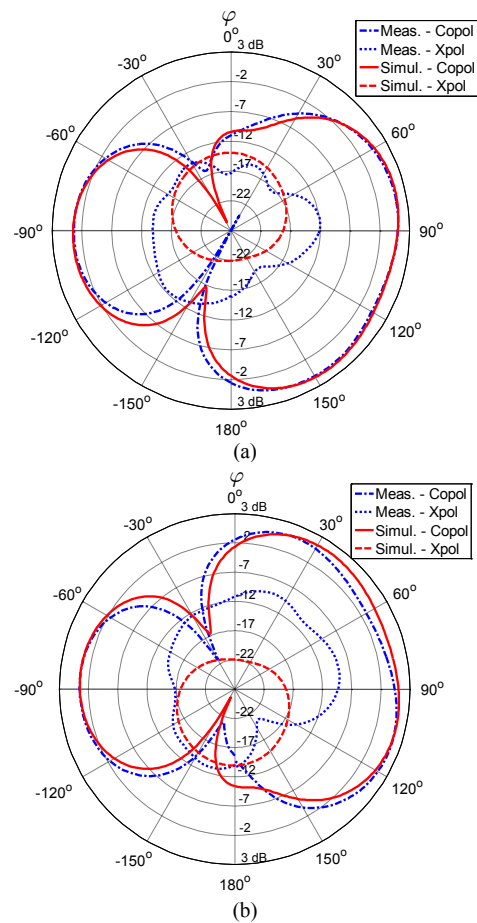 φ
0°
3 dB
Meas. - Copol
Meas. - Xpol
Simul. - Copol
Simul. - Xpol
-30°
-2
-7
-60°
60°
-12
-17
-22
-90°
90°
-22
-17
-120°
120°
-12
-7
-2
-150°
150°
3 dB
180°
(a)
φ
0°
3 dB
Meas. - Copol
Meas. - Xpol
Simul. - Copol
Simul. - Xpol
-30°
30°
-2
-7
-60°
60°
-12
-17
-22
-90°
90°
-22
-17
-120°
120°
-12
-7
-2
-150°
150°
3 dB
180°
(b)